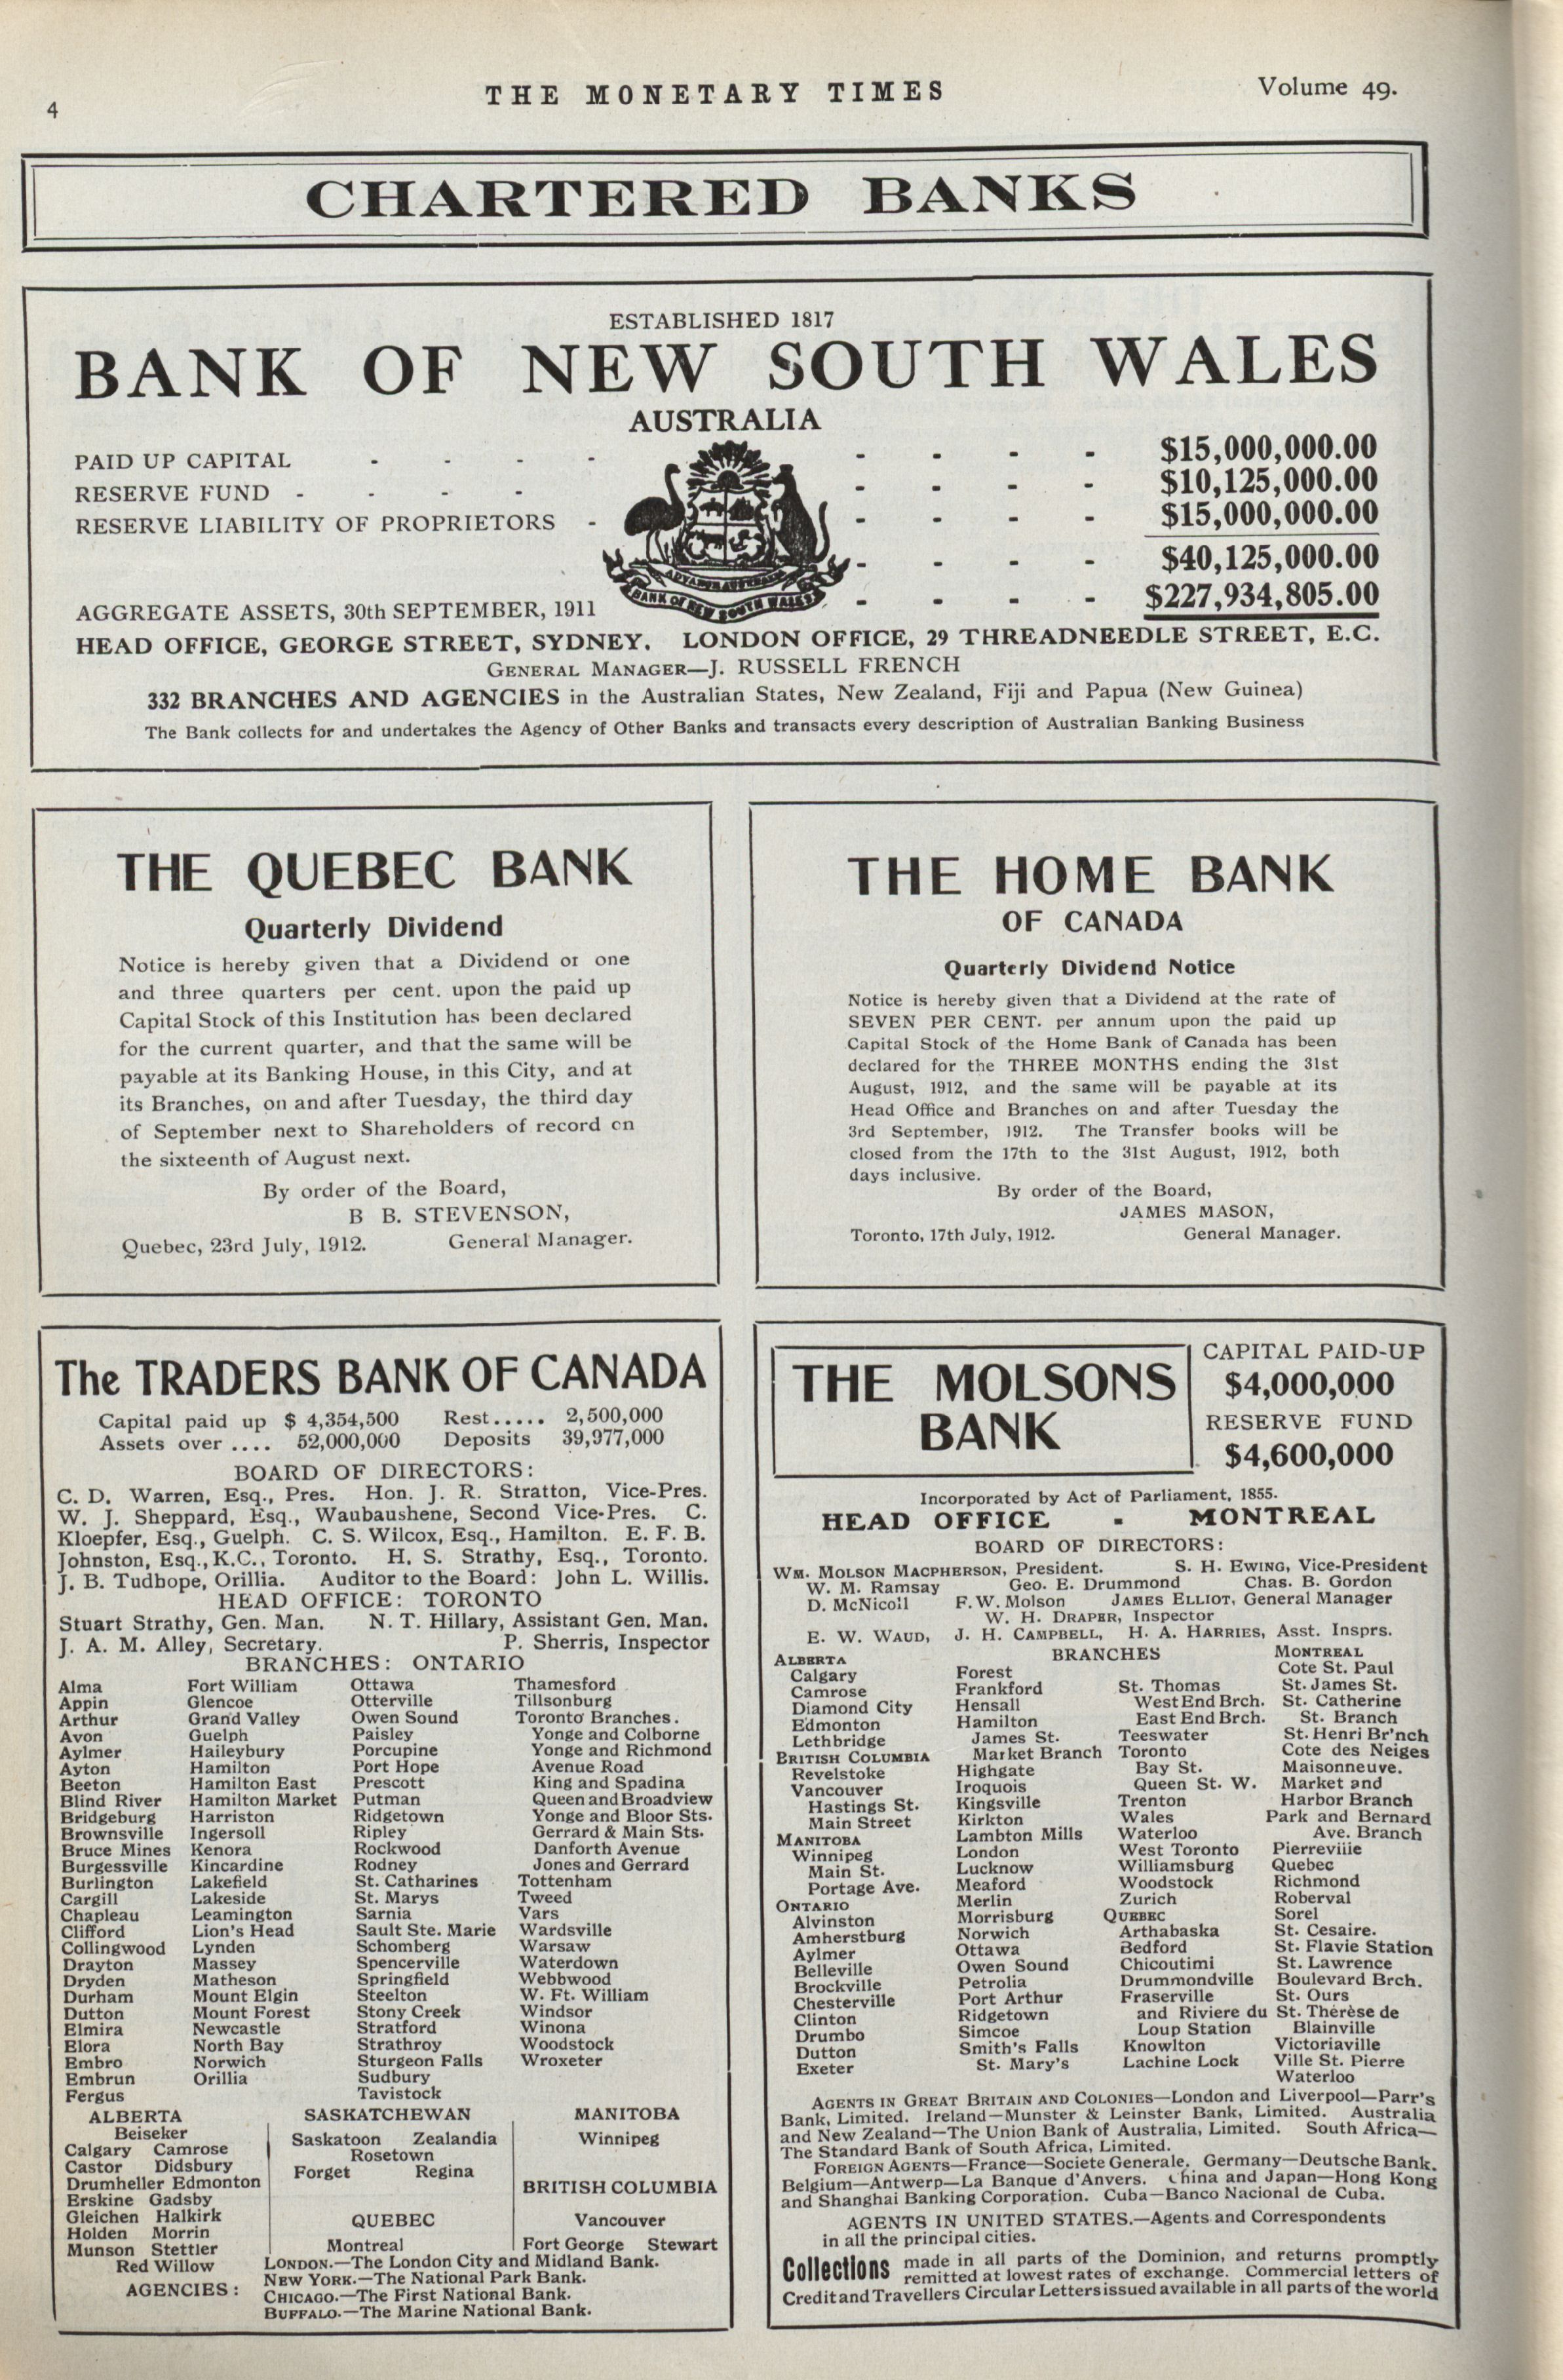 4
THE MONETARY TIMES
Volume 49.
CHARTERED BANKS
ESTABLISHED 1817
BANK OF NEW SOUTH WALES
AUSTRALIA
PAID UP CAPITAL - - - - - - - - $15,000,000.00
RESERVE FUND - - - - - - - - $10,125,000.00
RESERVE LIABILITY OF PROPRIETORS - - - - - $15,000,000.00
- - - - $40,125,000.00
AGGREGATE ASSETS, 30th SEPTEMBER, 1911 - - - - $227,934,805.00
BANK OF NEW SOUTH WALES
HEAD OFFICE, GEORGE STREET, SYDNEY. LONDON OFFICE, 29 THREADNEEDLE STREET, E.C.
GENERAL MANAGER—J. RUSSELL FRENCH
332 BRANCHES AND AGENCIES in the Australian States, New Zealand, Fiji and Papua (New Guinea)
The Bank collects for and undertakes the Agency of Other Banks and transacts every description of Australian Banking Business
THE QUEBEC BANK
Quarterly Dividend
Notice is hereby given that a Dividend of one
and three quarters per cent. upon the paid up
Capital Stock of this Institution has been declared
for the current quarter, and that the same will be
payable at its Banking House, in this City, and at
its Branches, on and after Tuesday, the third day
of September next to Shareholders of record on
the sixteenth of August next.
By order of the Board,
B B. STEVENSON,
Quebec, 23rd July, 1912. General Manager.
THE HOME BANK
OF CANADA
Quarterly Dividend Notice
Notice is hereby given that a Dividend at the rate of
SEVEN PER CENT. per annum upon the paid up
Capital Stock of the Home Bank of Canada has been
declared for the THREE MONTHS ending the 31st
August, 1912, and the same will be payable at its
Head Office and Branches on and after Tuesday the
3rd September, 1912. The Transfer books will be
closed from the 17th to the 31st August, 1912, both
days inclusive.
By order of the Board,
JAMES MASON,
Toronto, 17th July, 1912. General Manager.
The TRADERS BANK OF CANADA
Capital paid up $ 4,354,500 Rest..... 2,500,000
Assets over .... 52,000,000 Deposits 39,977,000
BOARD OF DIRECTORS:
C. D. Warren, Esq., Pres. Hon. J. R. Stratton, Vice-Pres.
W. J. Sheppard, Esq., Waubaushene, Second Vice-Pres. C.
Kloepfer, Esq., Guelph. C. S. Wilcox, Esq., Hamilton. E. F. B.
Johnston, Esq., K.C., Toronto. H. S. Strathy, Esq., Toronto.
J. B. Tudhope, Orillia. Auditor to the Board: John L. Willis.
HEAD OFFICE: TORONTO
Stuart Strathy, Gen. Man. N. T. Hillary, Assistant Gen. Man.
J. A. M. Alley, Secretary. P. Sherris, Inspector
BRANCHES: ONTARIO
Alma
Appin
Arthur
Avon
Aylmer
Ayton
Beeton
Blind River
Bridgeburg
Brownsville
Bruce Mines
Burgessville
Burlington
Cargill
Chapleau
Clifford
Collingwood
Drayton
Dryden
Durham
Dutton
Elmira
Elora
Embro
Embrun
Fergus
Fort William
Glencoe
Grand Valley
Guelph
Haileybury
Hamilton
Hamilton East
Hamilton Market
Harriston
Ingersoll
Kenora
Kincardine
Lakefield
Lakeside
Leamington
Lion's Head
Lynden
Massey
Matheson
Mount Elgin
Mount Forest
Newcastle
North Bay
Norwich
Orillia
Ottawa
Otterville
Owen Sound
Paisley
Porcupine
Port Hope
Prescott
Putman
Ridgetown
Ripley
Rockwood
Rodney
St. Catharines
St. Marys
Sarnia
Sault Ste. Marie
Schomberg
Spencerville
Springfield
Steelton
Stony Creek
Stratford
Strathroy
Sturgeon Falls
Sudbury
Tavistock
Thamesford
Tillsonburg
Toronto Branches.
Yonge and Colborne
Yonge and Richmond
Avenue Road
King and Spadina
Queen and Broadview
Yonge and Bloor Sts.
Gerrard & Main Sts.
Danforth Avenue
Jones and Gerrard
Tottenham
Tweed
Vars
Wardsville
Warsaw
Waterdown
Webbwood
W. Ft. William
Windsor
Winona
Woodstock
Wroxeter
ALBERTA
Beiseker
Calgary Camrose
Castor Didsbury
Drumheller Edmonton
Erskine Gadsby
Gleichen Halkirk
Holden Morrin
Munson Stettler
Red Willow
SASKATCHEWAN
Saskatoon Zealandia
Rosetown
Forget Regina
QUEBEC
Montreal
MANITOBA
Winnipeg
BRITISH COLUMBIA
Vancouver
Fort George Stewart
AGENCIES:
LONDON.—The London City and Midland Bank.
NEW YORK.—The National Park Bank.
CHICAGO.—The First National Bank.
BUFFALO.—The Marine National Bank.
THE MOLSONS
BANK
CAPITAL PAID-UP
$4,000,000
RESERVE FUND
$4,600,000
Incorporated by Act of Parliament, 1855.
HEAD OFFICE - MONTREAL
BOARD OF DIRECTORS:
WM. MOLSON MACPHERSON, President. S. H. EWING, Vice-President
W. M. Ramsay Geo. E. Drummond Chas. B. Gordon
D. McNicoll F. W. Molson JAMES ELLIOT, General Manager
W. H. DRAPER, Inspector
E. W. WAUD, J. H. CAMPBELL, H. A. HARRIES, Asst. Insprs.
BRANCHES
ALBERTA
Calgary
Camrose
Diamond City
Edmonton
Lethbridge
BRITISH COLUMBIA
Revelstoke
Vancouver
Hastings St.
Main Street
MANITOBA
Winnipeg
Main St.
Portage Ave.
ONTARIO
Alvinston
Amherstburg
Aylmer
Belleville
Brockville
Chesterville
Clinton
Drumbo
Dutton
Exeter
Forest
Frankford
Hensall
Hamilton
James St.
Market Branch
Highgate
Iroquois
Kingsville
Kirkton
Lambton Mills
London
Lucknow
Meaford
Merlin
Morrisburg
Norwich
Ottawa
Owen Sound
Petrolia
Port Arthur
Ridgetown
Simcoe
Smith's Falls
St. Mary's
St. Thomas
West End Brch.
East End Brch.
Teeswater
Toronto
Bay St.
Queen St. W.
Trenton
Wales
Waterloo
West Toronto
Williamsburg
Woodstock
Zurich
QUEBEC
Arthabaska
Bedford
Chicoutimi
Drummondville
Fraserville
and Riviere du
Loup Station
Knowlton
Lachine Lock
MONTREAL
Cote St. Paul
St. James St.
St. Catherine
St. Branch
St. Henri Br'nch
Cote des Neiges
Maisonneuve.
Market and
Harbor Branch
Park and Bernard
Ave. Branch
Pierreville
Quebec
Richmond
Roberval
Sorel
St. Cesaire.
St. Flavie Station
St. Lawrence
Boulevard Brch.
St. Ours
St. Thérèse de
Blainville
Victoriaville
Ville St. Pierre
Waterloo
AGENTS IN GREAT BRITAIN AND COLONIES—London and Liverpool—Parr's
Bank, Limited. Ireland—Munster & Leinster Bank, Limited. Australia
and New Zealand—The Union Bank of Australia, Limited. South Africa—
The Standard Bank of South Africa, Limited.
FOREIGN AGENTS—France—Societe Generale. Germany—Deutsche Bank.
Belgium—Antwerp—La Banque d'Anvers. China and Japan—Hong Kong
and Shanghai Banking Corporation. Cuba—Banco Nacional de Cuba.
AGENTS IN UNITED STATES.—Agents and Correspondents
in all the principal cities.
Collections made in all parts of the Dominion, and returns promptly
remitted at lowest rates of exchange. Commercial letters of
Credit and Travellers Circular Letters issued available in all parts of the world